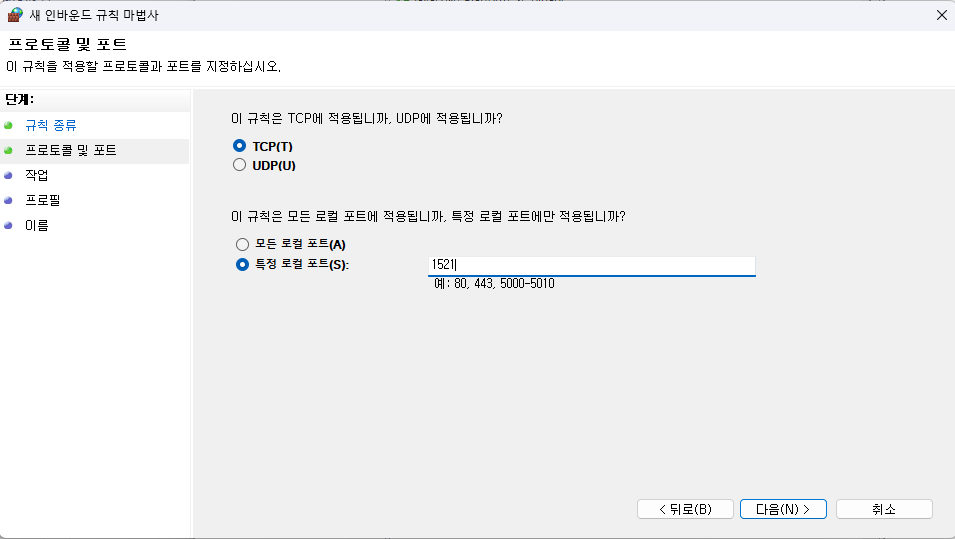 새 인바운드 규칙 마법사
프로토콜 및 포트
이 규칙을 적용할 프로토콜과 포트를 지정하십시오.
단계:
규칙 종류
프로토콜 및 포트
작업
프로필
이름
이 규칙은 TCP에 적용됩니까, UDP에 적용됩니까?
TCP(T)
UDP(U)
이 규칙은 모든 로컬 포트에 적용됩니까, 특정 로컬 포트에만 적용됩니까?
모든 로컬 포트(A)
특정 로컬 포트(S):
1521
예: 80, 443, 5000-5010
< 뒤로(B)
다음(N) >
취소